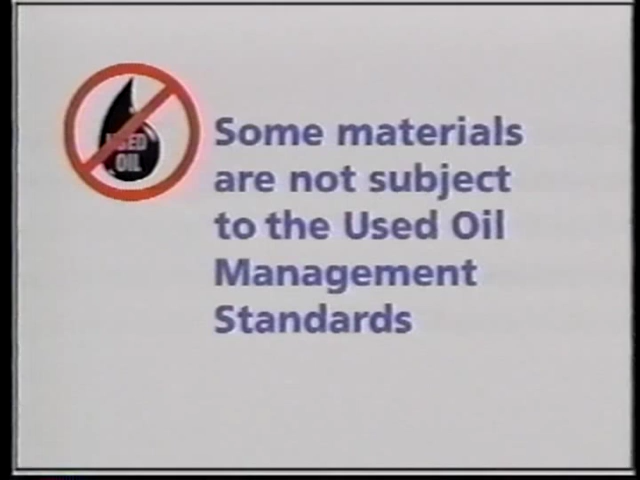 USED
OIL
Some materials
are not subject
to the Used Oil
Management
Standards